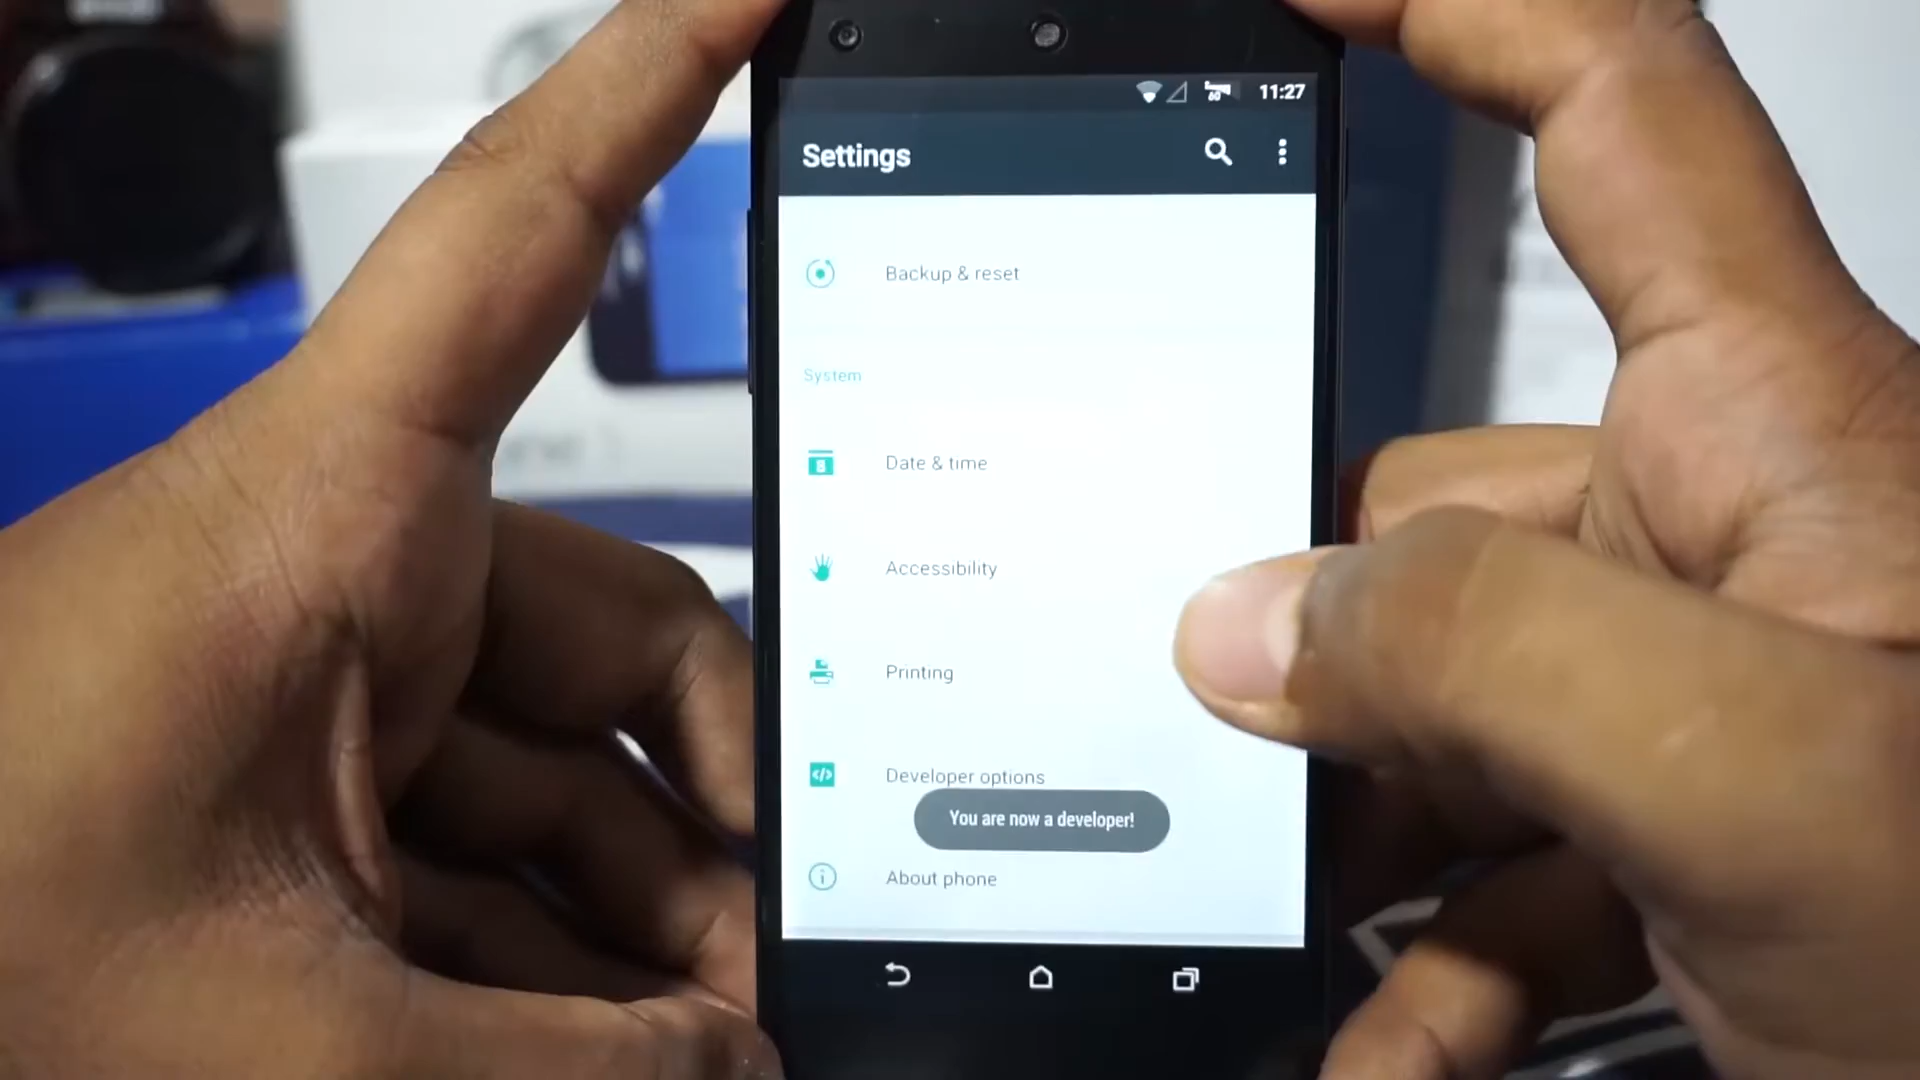 11:27
Settings
Backup & reset
System
Date & time
Accessibility
Printing
Developer options
You are now a developer!
About phone